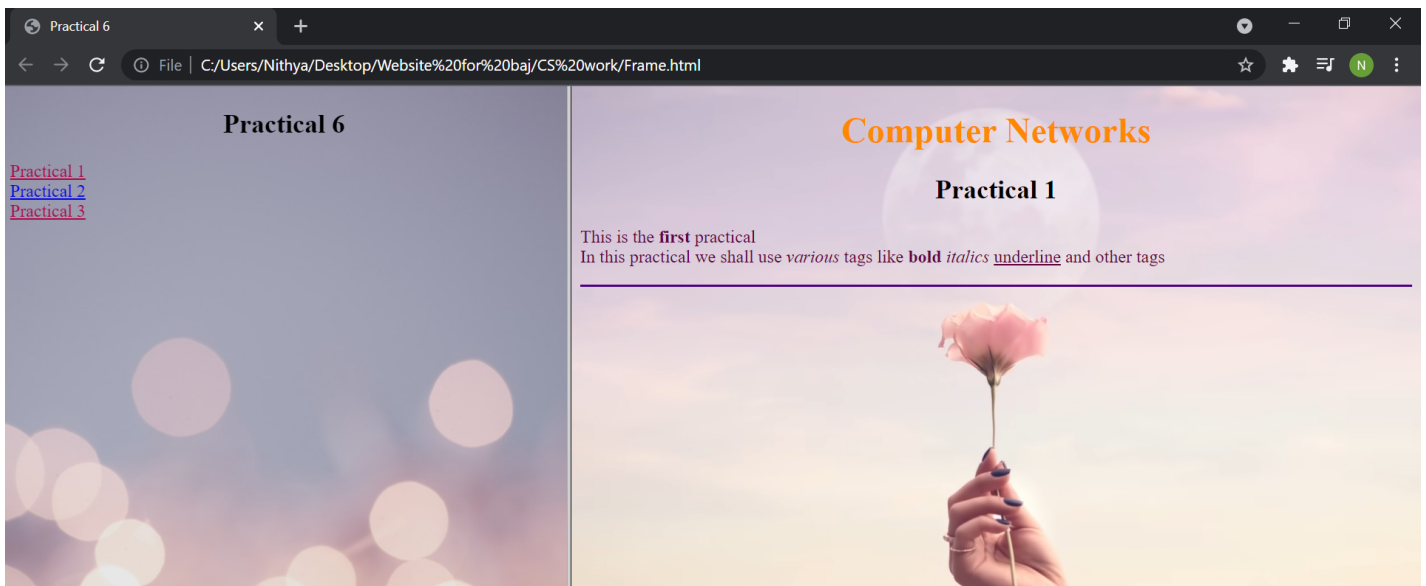 Practical 6
File
C:/Users/Nithya/Desktop/Website%20for%20baj/CS%20work/Frame.html
N
Practical 6
Practical 1
Practical 2
Practical 3
Computer Networks
Practical 1
This is the first practical
In this practical we shall use various tags like bold italics underline and other tags